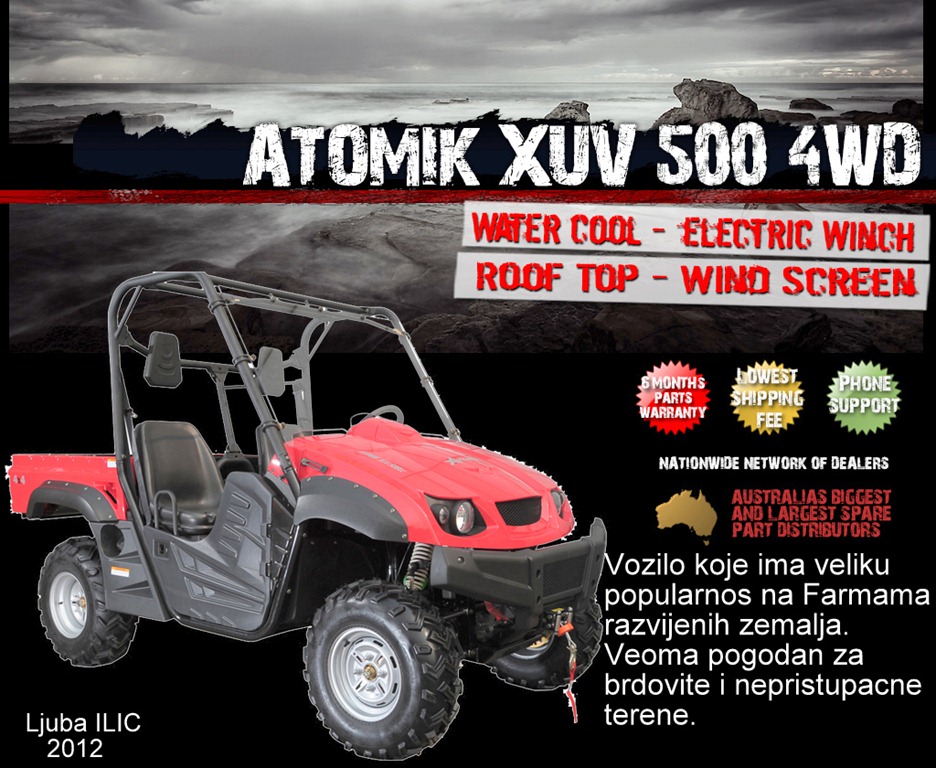 ATOMIK XUV 500 4WD
WATER COOL - ELECTRIC WINCH
ROOF TOP - WIND SCREEN
6 MONTHS
PARTS
WARRANTY
LOWEST
SHIPPING
FEE
PHONE
SUPPORT
NATIONWIDE NETWORK OF DEALERS
AUSTRALIAS BIGGEST
AND LARGEST SPARE
PART DISTRIBUTORS
Vozilo koje ima veliku
popularnos na Farmama
razvijenih zemalja.
Veoma pogodan za
brdovite i nepristupacne
terene.
Ljuba ILIC
2012